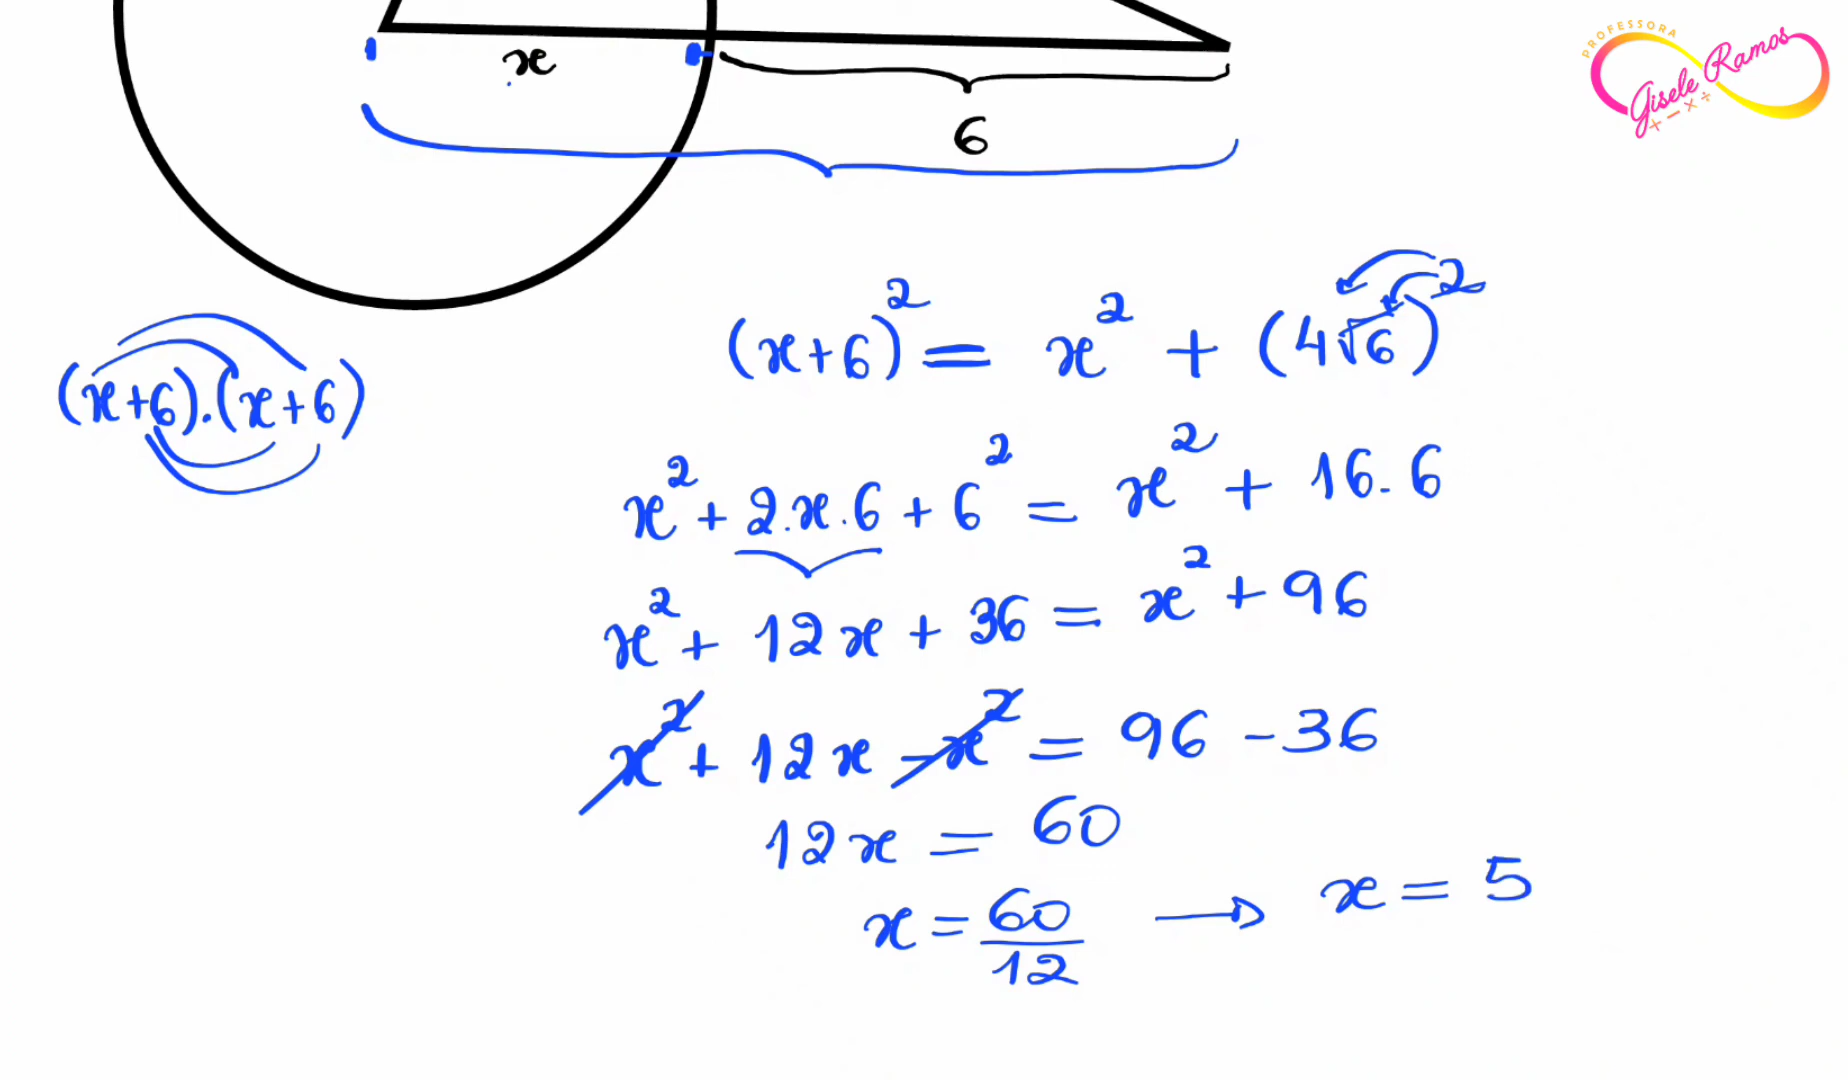 PROFESSORA
Gisele Ramos
+ − × ÷
x
6
(x+6)² = x² + (4√6)²
(x+6).(x+6)
x² + 2.x.6 + 6² = x² + 16.6
x² + 12x + 36 = x² + 96
x² + 12x - x² = 96 - 36
12x = 60
x = 60/12 → x = 5